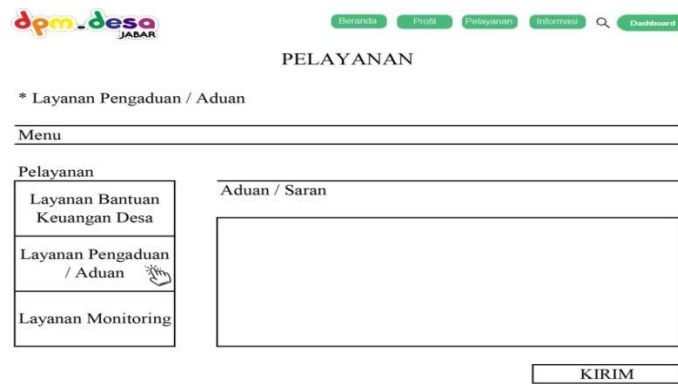 dpm-desa
JABAR
Beranda
Profil
Pelayanan
Informasi
Dashboard
PELAYANAN
* Layanan Pengaduan / Aduan
Menu
Pelayanan
Layanan Bantuan
Keuangan Desa
Layanan Pengaduan
/ Aduan
Layanan Monitoring
Aduan / Saran
KIRIM